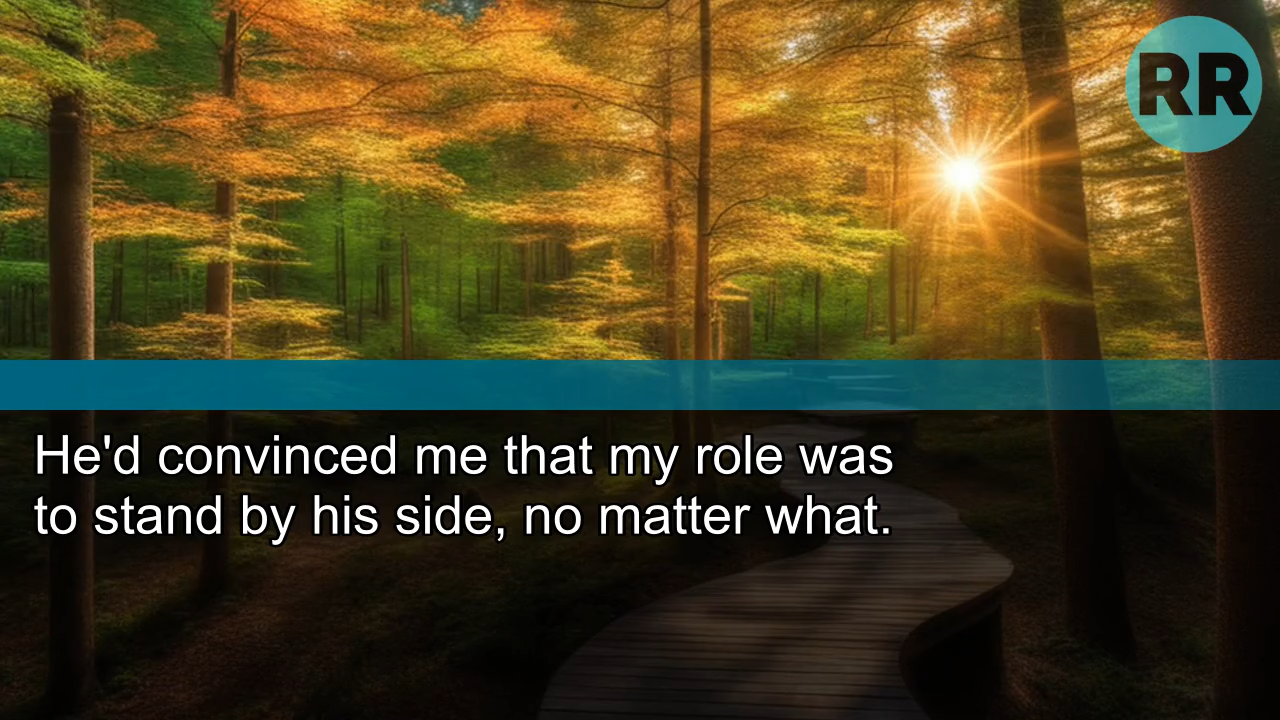 RR
He'd convinced me that my role was
to stand by his side, no matter what.